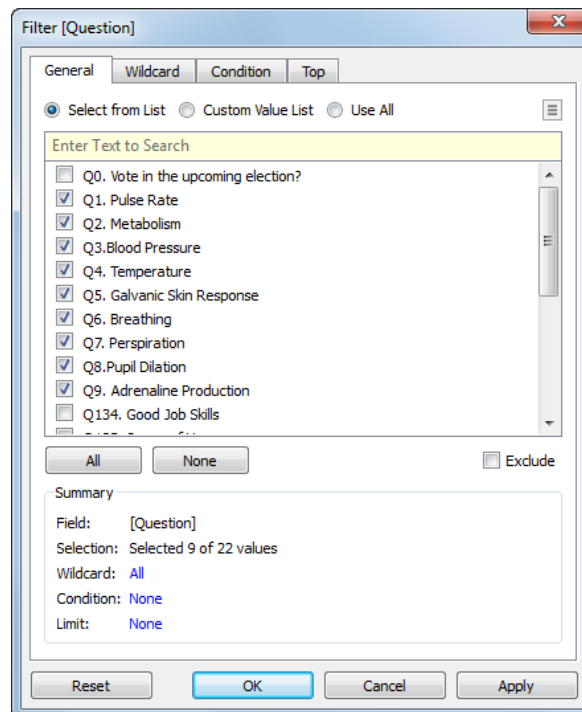 Filter [Question]
General Wildcard Condition Top
Select from List Custom Value List Use All
Enter Text to Search
Q0. Vote in the upcoming election?
Q1. Pulse Rate
Q2. Metabolism
Q3.Blood Pressure
Q4. Temperature
Q5. Galvanic Skin Response
Q6. Breathing
Q7. Perspiration
Q8.Pupil Dilation
Q9. Adrenaline Production
Q134. Good Job Skills
All None Exclude
Summary
Field: [Question]
Selection: Selected 9 of 22 values
Wildcard: All
Condition: None
Limit: None
Reset OK Cancel Apply